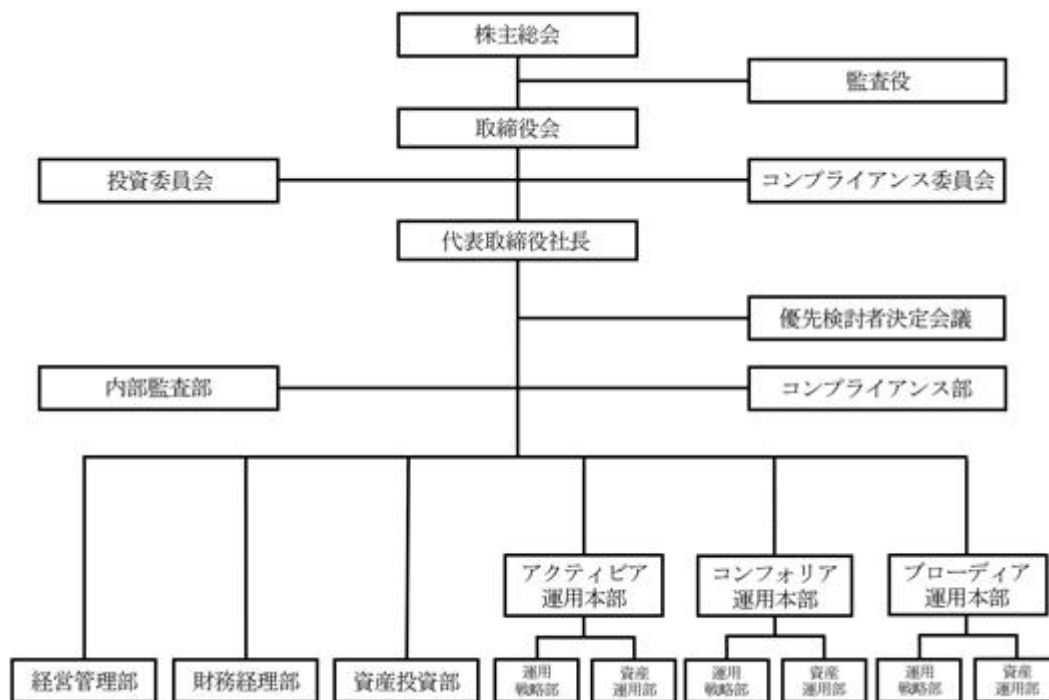 株主総会
監査役
取締役会
投資委員会
コンプライアンス委員会
代表取締役社長
優先検討者決定会議
内部監査部
コンプライアンス部
アクティビア
運用本部
コンフォリア
運用本部
ブローディア
運用本部
経営管理部
財務経理部
資産投資部
運用
戦略部
資産
運用部
運用
戦略部
資産
運用部
運用
戦略部
資産
運用部